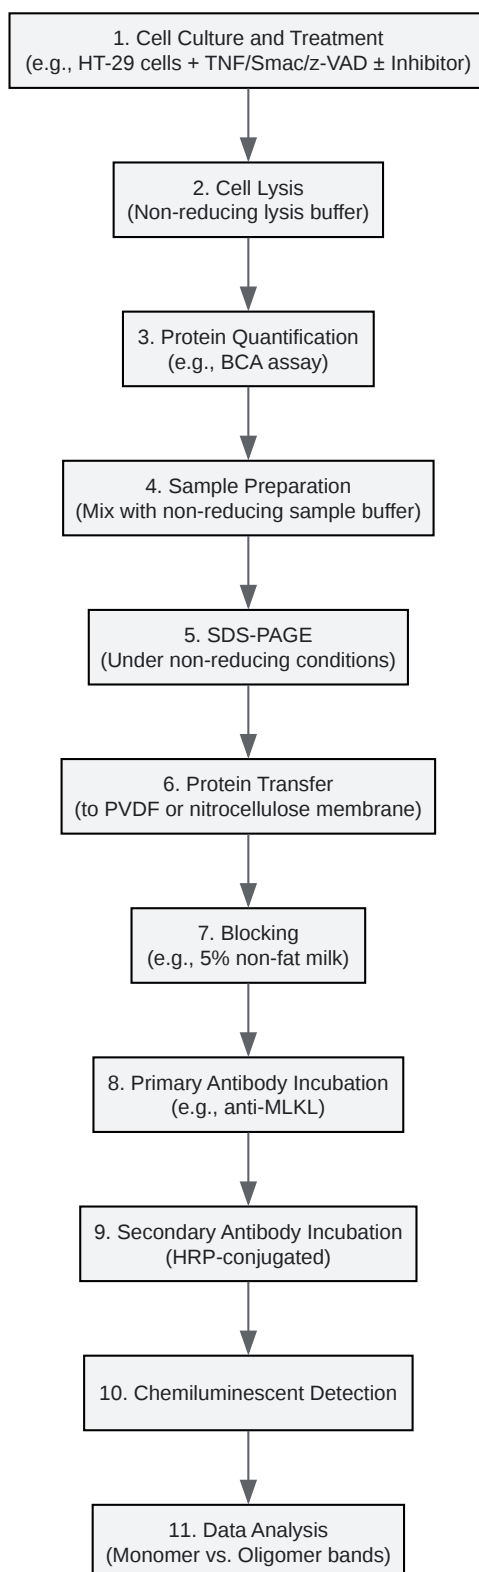 1. Cell Culture and Treatment
(e.g., HT-29 cells + TNF/Smac/z-VAD ± Inhibitor)
2. Cell Lysis
(Non-reducing lysis buffer)
3. Protein Quantification
(e.g., BCA assay)
4. Sample Preparation
(Mix with non-reducing sample buffer)
5. SDS-PAGE
(Under non-reducing conditions)
6. Protein Transfer
(to PVDF or nitrocellulose membrane)
7. Blocking
(e.g., 5% non-fat milk)
8. Primary Antibody Incubation
(e.g., anti-MLKL)
9. Secondary Antibody Incubation
(HRP-conjugated)
10. Chemiluminescent Detection
11. Data Analysis
(Monomer vs. Oligomer bands)